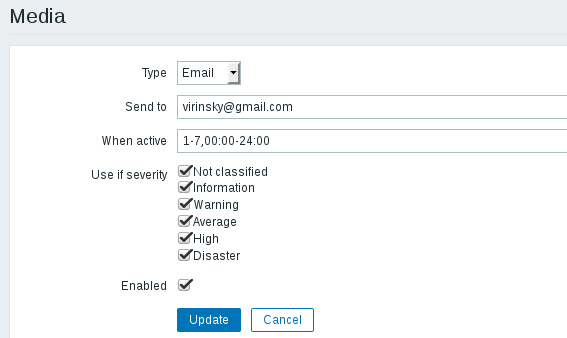 Media
Type Email
Send to virinsky@gmail.com
When active 1-7,00:00-24:00
Use if severity Not classified
Information
Warning
Average
High
Disaster
Enabled
Update Cancel